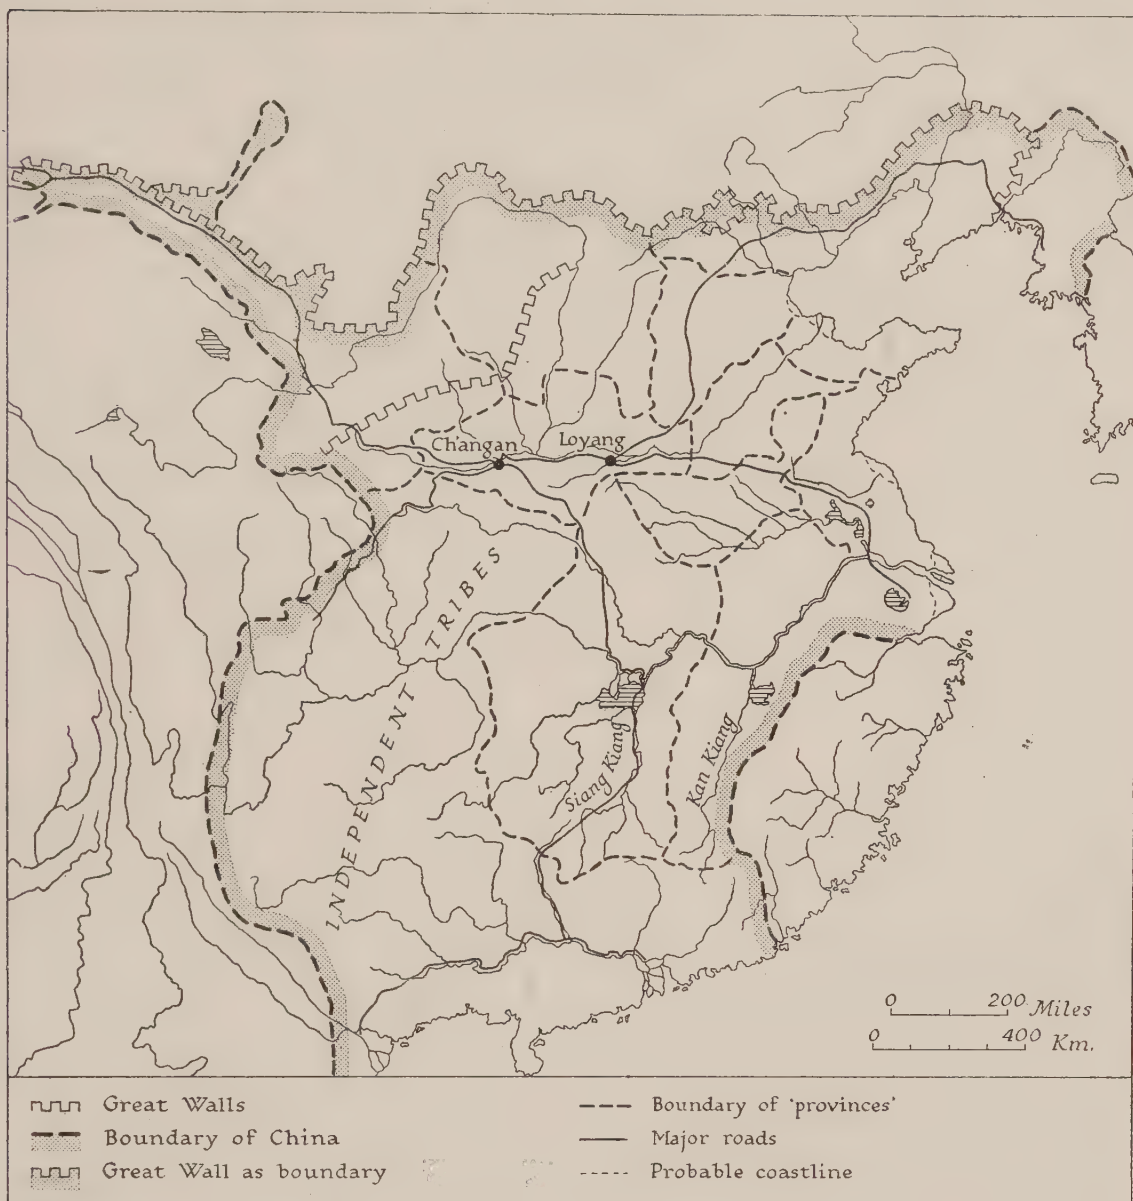 Ch'angan
Loyang
INDEPENDENT TRIBES
Siang Kiang
Kan Kiang
0 200 Miles
0 400 Km.
Great Walls
Boundary of China
Great Wall as boundary
Boundary of 'provinces'
Major roads
Probable coastline